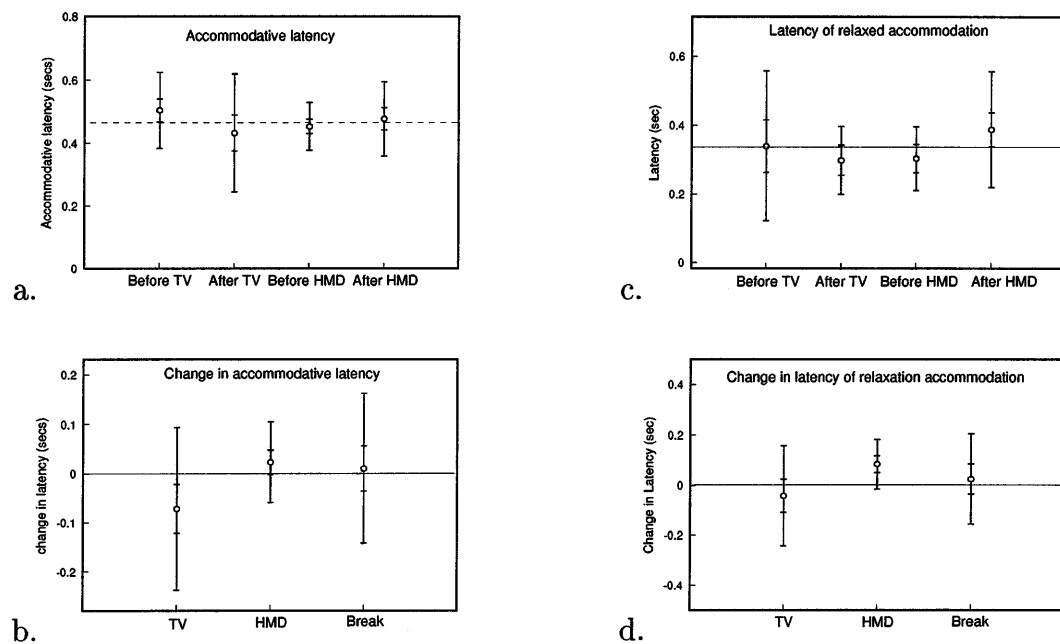 Accommodative latency
Accommodative latency (secs)
0.8
0.6
0.4
0.2
0
Before TV After TV Before HMD After HMD
a.
Latency of relaxed accommodation
Latency (sec)
0.6
0.4
0.2
0
Before TV After TV Before HMD After HMD
c.
Change in accommodative latency
change in latency (secs)
0.2
0.1
0
-0.1
-0.2
TV HMD Break
b.
Change in latency of relaxation accommodation
Change in Latency (sec)
0.4
0.2
0
-0.2
-0.4
TV HMD Break
d.